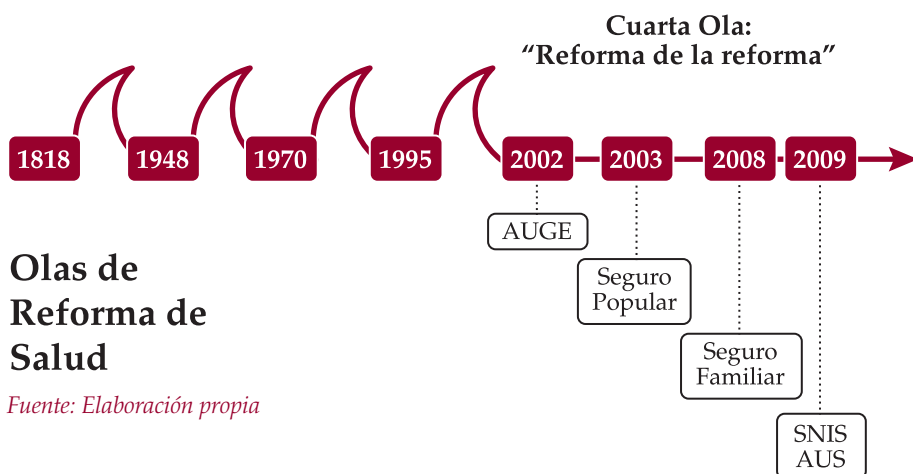 Cuarta Ola:
“Reforma de la reforma”
1818
1948
1970
1995
2002
2003
2008
2009
AUGE
Seguro
Popular
Seguro
Familiar
SNIS
AUS
Olas de
Reforma de
Salud
Fuente: Elaboración propia